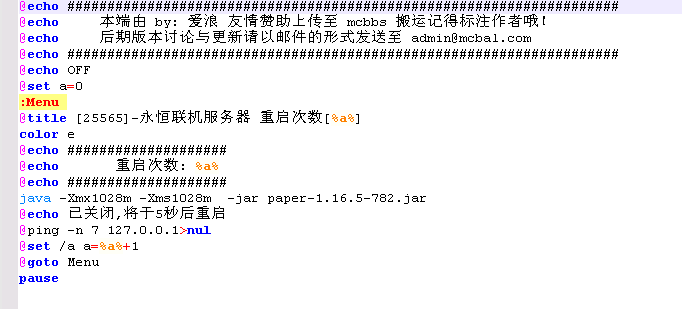 @echo ####################################################################
@echo     本端由 by: 爱浪 友情赞助上传至 mcbbs 搬运记得标注作者哦!
@echo     后期版本讨论与更新请以邮件的形式发送至 admin@mcbal.com
@echo ####################################################################
@echo OFF
@set a=0
:Menu
@title [25565]-永恒联机服务器 重启次数[%a%]
color e
@echo ####################
@echo       重启次数: %a%
@echo ####################
java -Xmx1028m -Xms1028m  -jar paper-1.16.5-782.jar
@echo 已关闭,将于5秒后重启
@ping -n 7 127.0.0.1>nul
@set /a a=%a%+1
@goto Menu
pause